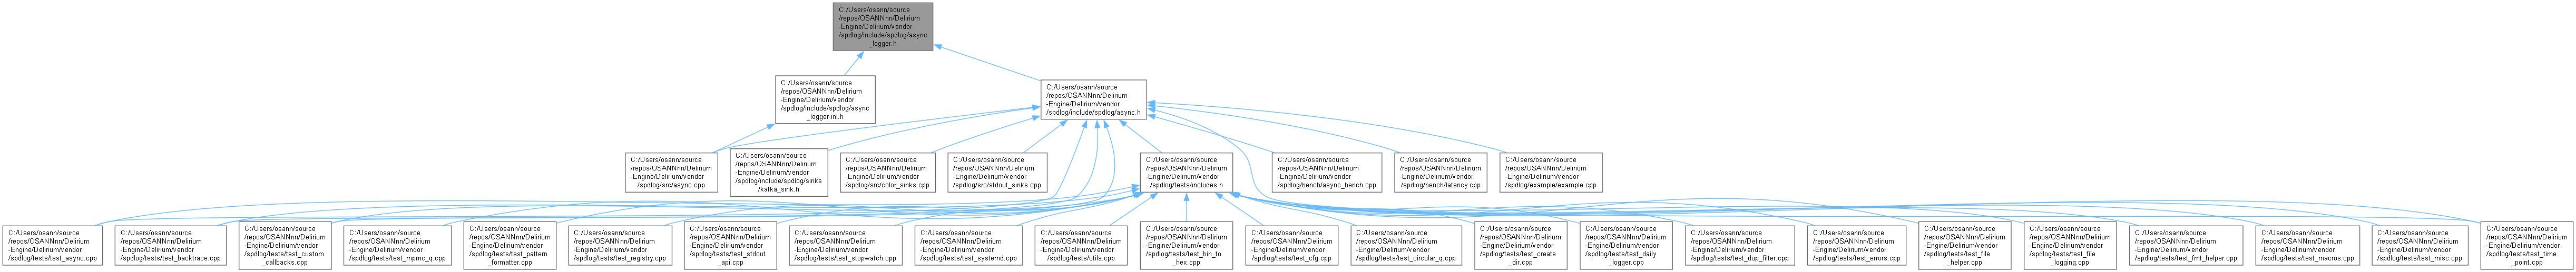 C:/Users/osann/source
/repos/OSANNnn/Delirium
-Engine/Delirium/vendor
/spdlog/include/spdlog/async
_logger.h
C:/Users/osann/source
/repos/OSANNnn/Delirium
-Engine/Delirium/vendor
/spdlog/include/spdlog/async
_logger-inl.h
C:/Users/osann/source
/repos/OSANNnn/Delirium
-Engine/Delirium/vendor
/spdlog/include/spdlog/async.h
C:/Users/osann/source
/repos/OSANNnn/Delirium
-Engine/Delirium/vendor
/spdlog/src/async.cpp
C:/Users/osann/source
/repos/OSANNnn/Delirium
-Engine/Delirium/vendor
/spdlog/include/spdlog/sinks
/kafka_sink.h
C:/Users/osann/source
/repos/OSANNnn/Delirium
-Engine/Delirium/vendor
/spdlog/src/color_sinks.cpp
C:/Users/osann/source
/repos/OSANNnn/Delirium
-Engine/Delirium/vendor
/spdlog/src/stdout_sinks.cpp
C:/Users/osann/source
/repos/OSANNnn/Delirium
-Engine/Delirium/vendor
/spdlog/tests/includes.h
C:/Users/osann/source
/repos/OSANNnn/Delirium
-Engine/Delirium/vendor
/spdlog/bench/async_bench.cpp
C:/Users/osann/source
/repos/OSANNnn/Delirium
-Engine/Delirium/vendor
/spdlog/bench/latency.cpp
C:/Users/osann/source
/repos/OSANNnn/Delirium
-Engine/Delirium/vendor
/spdlog/example/example.cpp
C:/Users/osann/source
/repos/OSANNnn/Delirium
-Engine/Delirium/vendor
/spdlog/tests/test_async.cpp
C:/Users/osann/source
/repos/OSANNnn/Delirium
-Engine/Delirium/vendor
/spdlog/tests/test_backtrace.cpp
C:/Users/osann/source
/repos/OSANNnn/Delirium
-Engine/Delirium/vendor
/spdlog/tests/test_custom
_callbacks.cpp
C:/Users/osann/source
/repos/OSANNnn/Delirium
-Engine/Delirium/vendor
/spdlog/tests/test_mpmc_q.cpp
C:/Users/osann/source
/repos/OSANNnn/Delirium
-Engine/Delirium/vendor
/spdlog/tests/test_pattern
_formatter.cpp
C:/Users/osann/source
/repos/OSANNnn/Delirium
-Engine/Delirium/vendor
/spdlog/tests/test_registry.cpp
C:/Users/osann/source
/repos/OSANNnn/Delirium
-Engine/Delirium/vendor
/spdlog/tests/test_stdout
_api.cpp
C:/Users/osann/source
/repos/OSANNnn/Delirium
-Engine/Delirium/vendor
/spdlog/tests/test_stopwatch.cpp
C:/Users/osann/source
/repos/OSANNnn/Delirium
-Engine/Delirium/vendor
/spdlog/tests/test_systemd.cpp
C:/Users/osann/source
/repos/OSANNnn/Delirium
-Engine/Delirium/vendor
/spdlog/tests/utils.cpp
C:/Users/osann/source
/repos/OSANNnn/Delirium
-Engine/Delirium/vendor
/spdlog/tests/test_bin_to
_hex.cpp
C:/Users/osann/source
/repos/OSANNnn/Delirium
-Engine/Delirium/vendor
/spdlog/tests/test_cfg.cpp
C:/Users/osann/source
/repos/OSANNnn/Delirium
-Engine/Delirium/vendor
/spdlog/tests/test_circular_q.cpp
C:/Users/osann/source
/repos/OSANNnn/Delirium
-Engine/Delirium/vendor
/spdlog/tests/test_create
_dir.cpp
C:/Users/osann/source
/repos/OSANNnn/Delirium
-Engine/Delirium/vendor
/spdlog/tests/test_daily
_logger.cpp
C:/Users/osann/source
/repos/OSANNnn/Delirium
-Engine/Delirium/vendor
/spdlog/tests/test_dup_filter.cpp
C:/Users/osann/source
/repos/OSANNnn/Delirium
-Engine/Delirium/vendor
/spdlog/tests/test_errors.cpp
C:/Users/osann/source
/repos/OSANNnn/Delirium
-Engine/Delirium/vendor
/spdlog/tests/test_file
_helper.cpp
C:/Users/osann/source
/repos/OSANNnn/Delirium
-Engine/Delirium/vendor
/spdlog/tests/test_file
_logging.cpp
C:/Users/osann/source
/repos/OSANNnn/Delirium
-Engine/Delirium/vendor
/spdlog/tests/test_fmt_helper.cpp
C:/Users/osann/source
/repos/OSANNnn/Delirium
-Engine/Delirium/vendor
/spdlog/tests/test_macros.cpp
C:/Users/osann/source
/repos/OSANNnn/Delirium
-Engine/Delirium/vendor
/spdlog/tests/test_misc.cpp
C:/Users/osann/source
/repos/OSANNnn/Delirium
-Engine/Delirium/vendor
/spdlog/tests/test_time
_point.cpp